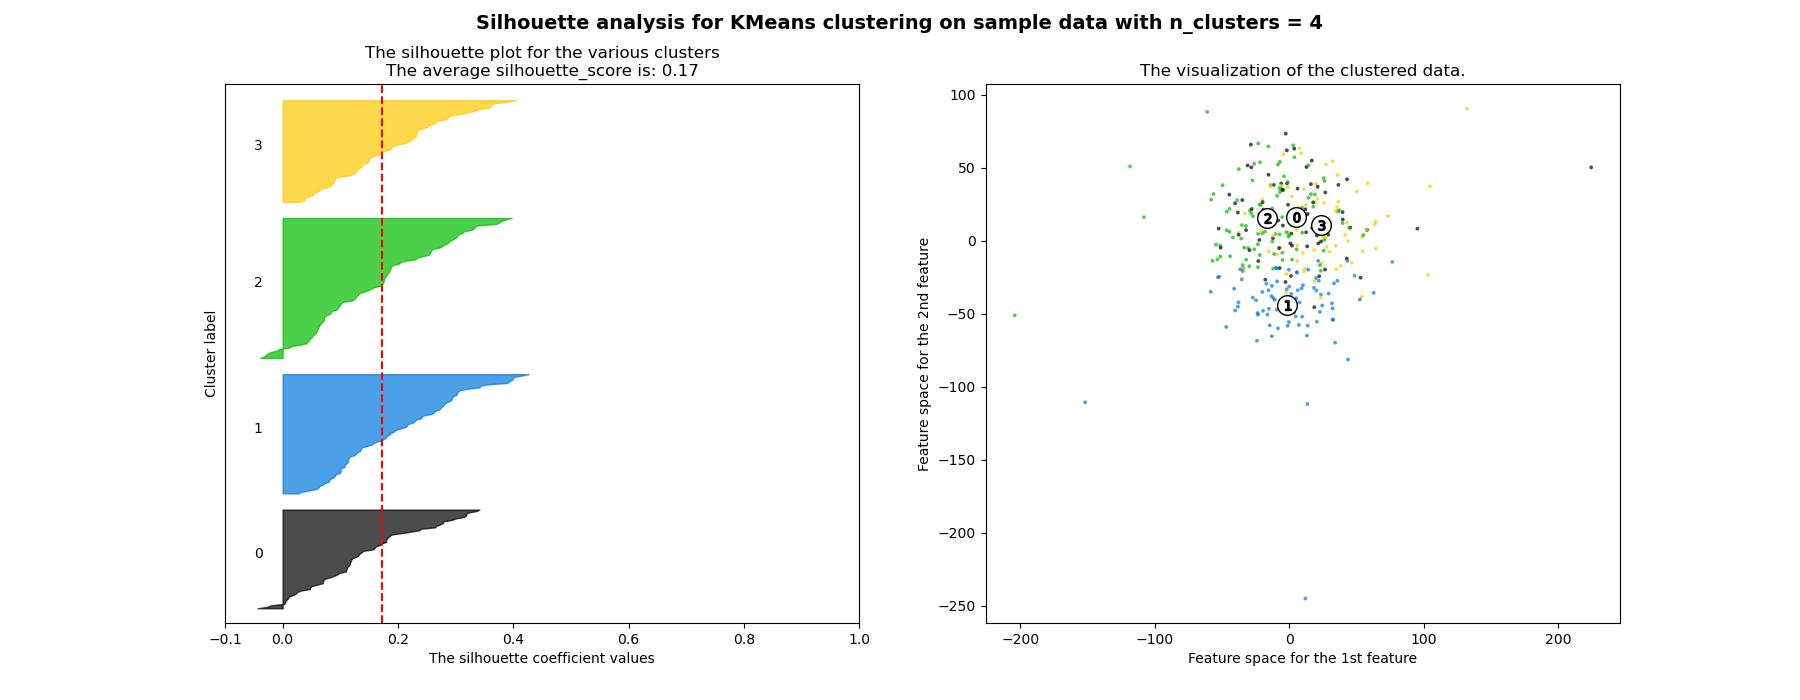 Silhouette analysis for KMeans clustering on sample data with n_clusters = 4
The silhouette plot for the various clusters
The average silhouette_score is: 0.17
3
2
1
0
Cluster label
−0.1 0.0 0.2 0.4 0.6 0.8 1.0
The silhouette coefficient values
The visualization of the clustered data.
100
50
0
−50
−100
−150
−200
−250
Feature space for the 2nd feature
2 0 3
1
−200 −100 0 100 200
Feature space for the 1st feature